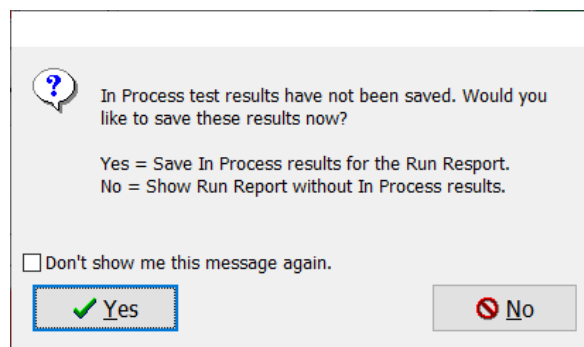 In Process test results have not been saved. Would you
like to save these results now?
Yes = Save In Process results for the Run Resport.
No = Show Run Report without In Process results.
Don't show me this message again.
Yes
No